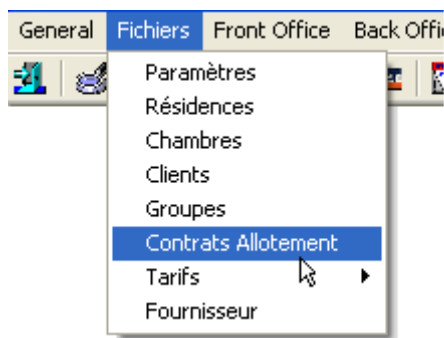 General Fichiers Front Office Back Offi
Paramètres
Résidences
Chambres
Clients
Groupes
Contrats Allotement
Tarifs
Fournisseur